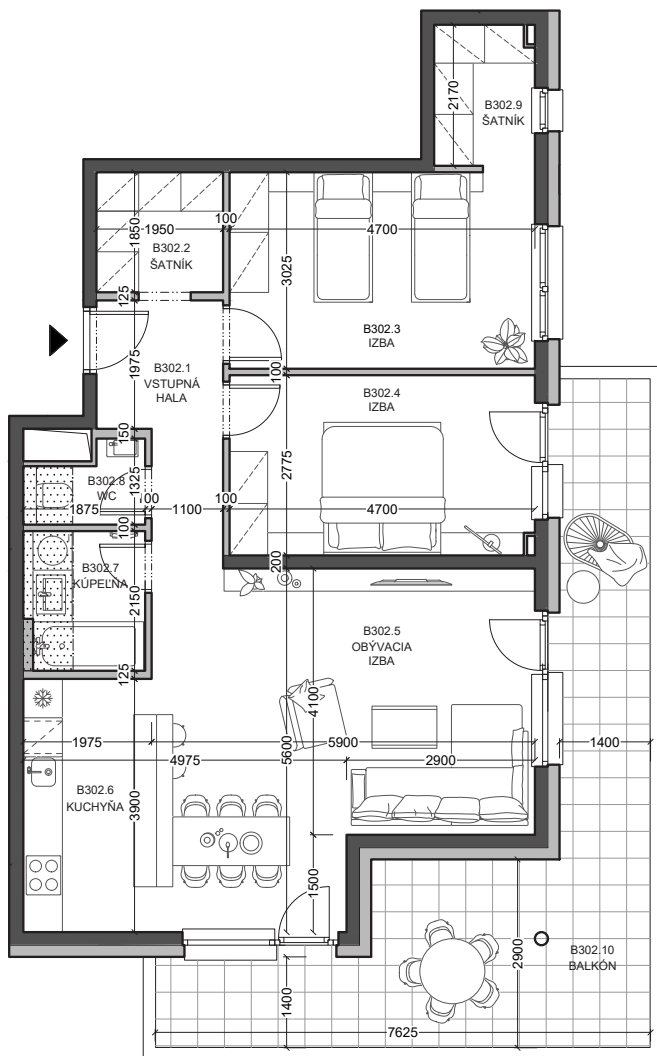 2170
B302.9
ŠATNÍK
100
1950
1850
4700
B302.2
ŠATNÍK
3025
125
B302.3
IZBA
B302.1
VSTUPNÁ
HALA
1975
100
B302.4
IZBA
150
2775
B302.8
WC
1325
1875
100
1100
100
4700
100
200
B302.7
KÚPEĽŇA
2150
B302.5
OBÝVACIA
IZBA
125
4100
1975
5900
1400
5600
4975
2900
B302.6
KUCHYŇA
3900
1500
2900
B302.10
BALKÓN
1400
7625